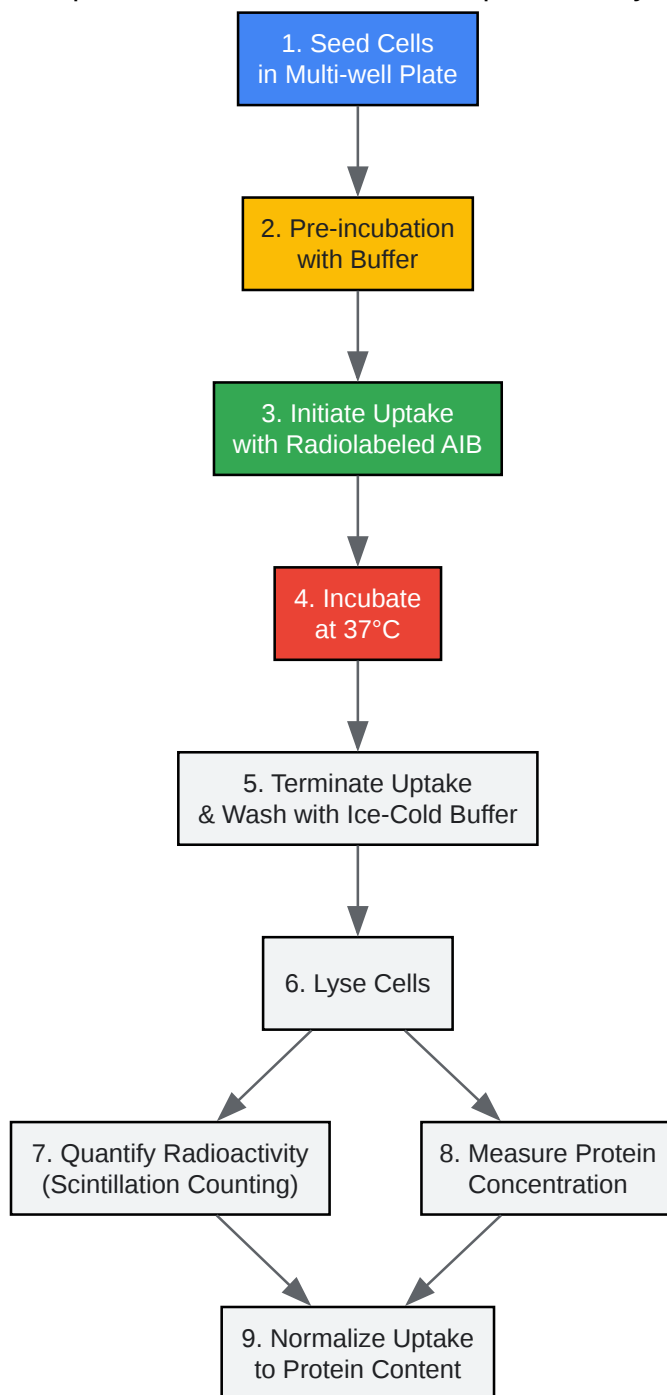 1. Seed Cells
in Multi-well Plate
2. Pre-incubation
with Buffer
3. Initiate Uptake
with Radiolabeled AIB
4. Incubate
at 37°C
5. Terminate Uptake
& Wash with Ice-Cold Buffer
6. Lyse Cells
7. Quantify Radioactivity
(Scintillation Counting)
8. Measure Protein
Concentration
9. Normalize Uptake
to Protein Content